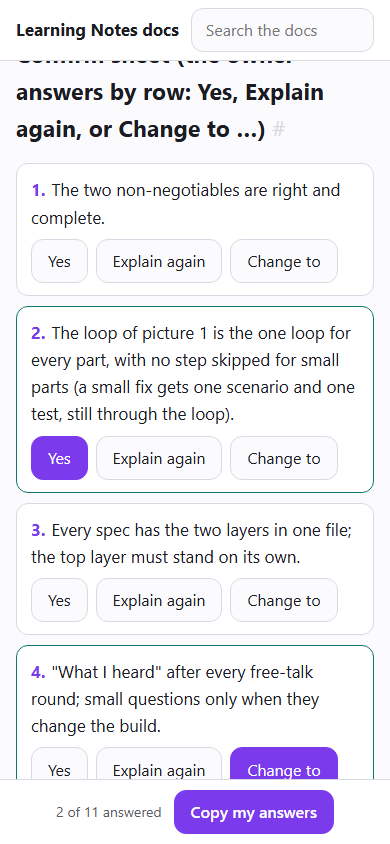 Learning Notes docs
Search the docs
Confirm sheet (the owner
answers by row: Yes, Explain
again, or Change to …) #
1. The two non-negotiables are right and
complete.
Yes
Explain again
Change to
2. The loop of picture 1 is the one loop for
every part, with no step skipped for small
parts (a small fix gets one scenario and one
test, still through the loop).
Yes
Explain again
Change to
3. Every spec has the two layers in one file;
the top layer must stand on its own.
Yes
Explain again
Change to
4. "What I heard" after every free-talk
round; small questions only when they
change the build.
Yes
Explain again
Change to
2 of 11 answered
Copy my answers